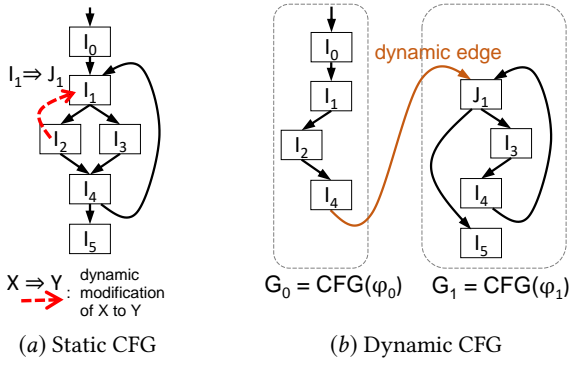 I₀
I₁ ⇒ J₁
I₁
I₂
I₃
I₄
I₅
X ⇒ Y
: dynamic
modification
of X to Y
(a) Static CFG
I₀
dynamic edge
I₁
I₂
I₄
J₁
I₃
I₄
I₅
G₀ = CFG(φ₀)
G₁ = CFG(φ₁)
(b) Dynamic CFG